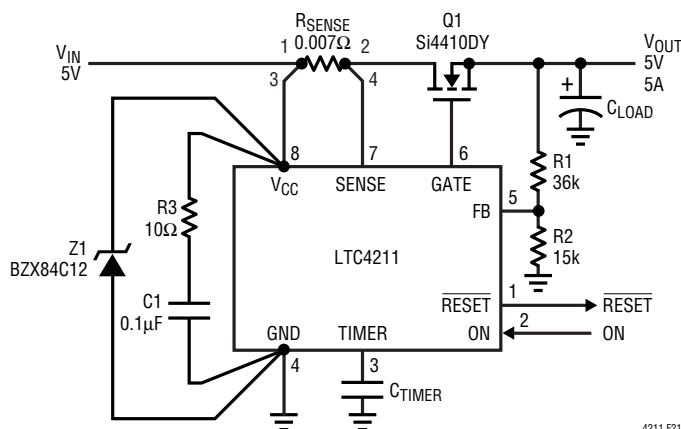 RSENSE
0.007Ω
Q1
Si4410DY
VIN
5V
1
2
3
4
VOUT
5V
5A
+
CLOAD
8
7
6
VCC
SENSE
GATE
R1
36k
5
FB
R2
15k
R3
10Ω
Z1
BZX84C12
LTC4211
C1
0.1µF
RESET
1
RESET
ON
2
ON
GND
TIMER
4
3
CTIMER
4211 F21